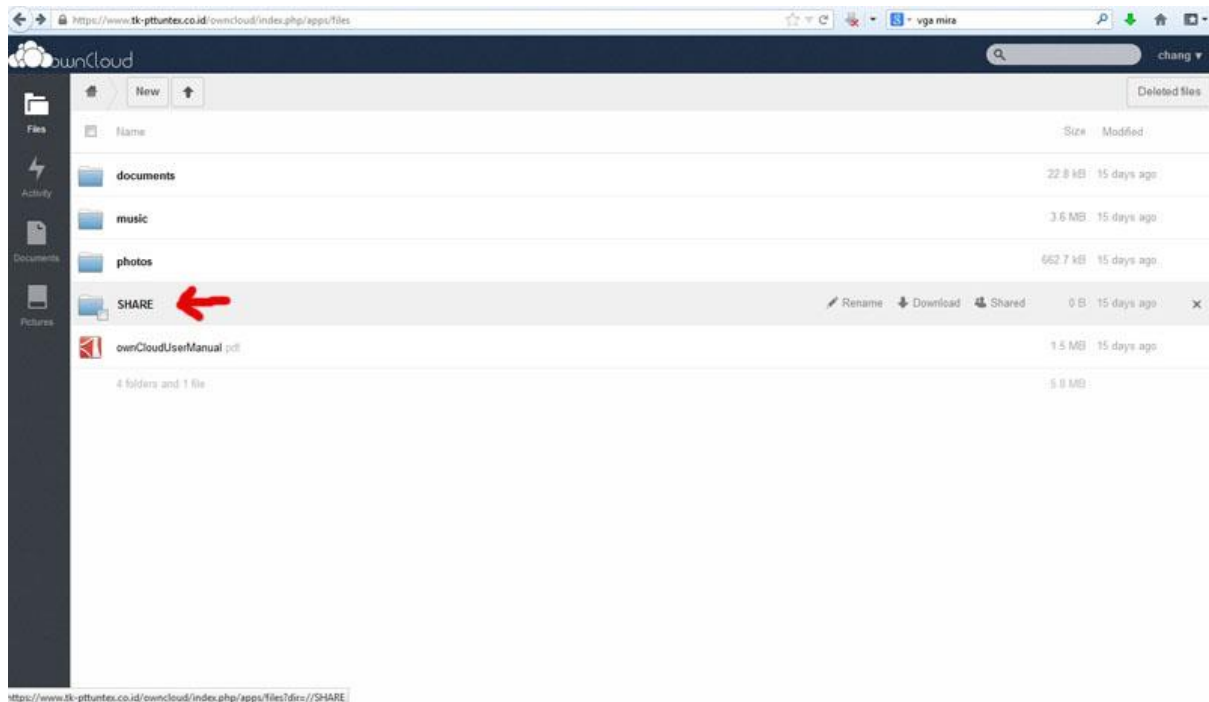 https://www.tk-pttuntex.co.id/owncloud/index.php/apps/files
vga mira
ownCloud
chang
New
Deleted files
Files
Name
Size Modified
Activity
documents
22.8 kB 15 days ago
music
3.6 MB 15 days ago
Documents
photos
662.7 kB 15 days ago
Pictures
SHARE
Rename Download Shared 0 B 15 days ago
ownCloudUserManual.pdf
1.5 MB 15 days ago
4 folders and 1 file
5.8 MB
https://www.tk-pttuntex.co.id/owncloud/index.php/apps/files?dir=//SHARE